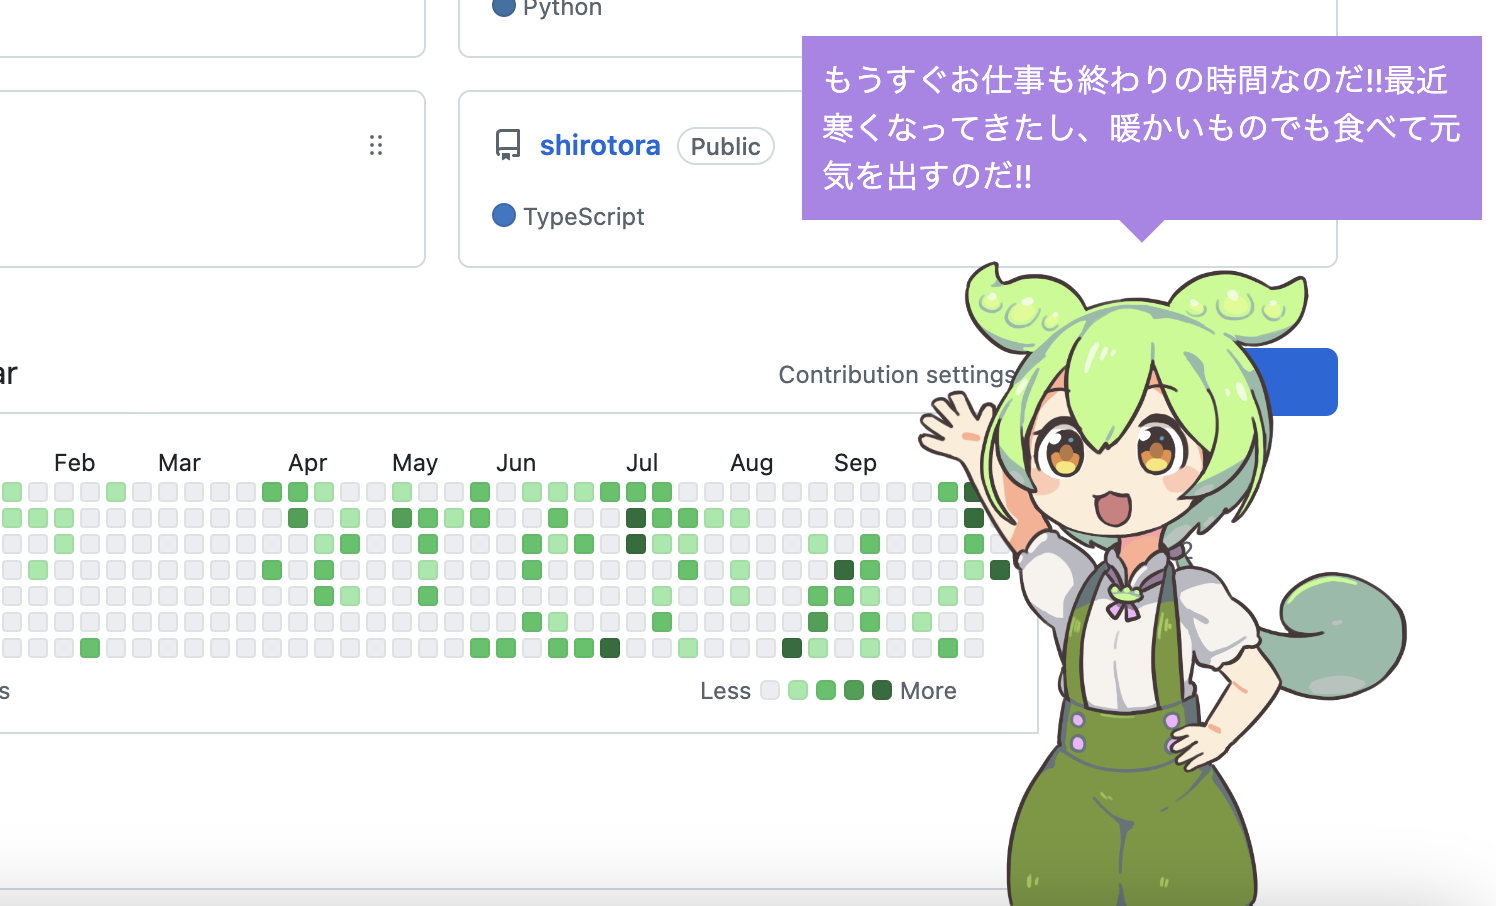 Python
もうすぐお仕事も終わりの時間なのだ!!最近
寒くなってきたし、暖かいものでも食べて元
気を出すのだ!!
shirotora Public
TypeScript
ar
Contribution settings
Feb Mar Apr May Jun Jul Aug Sep
s
Less More